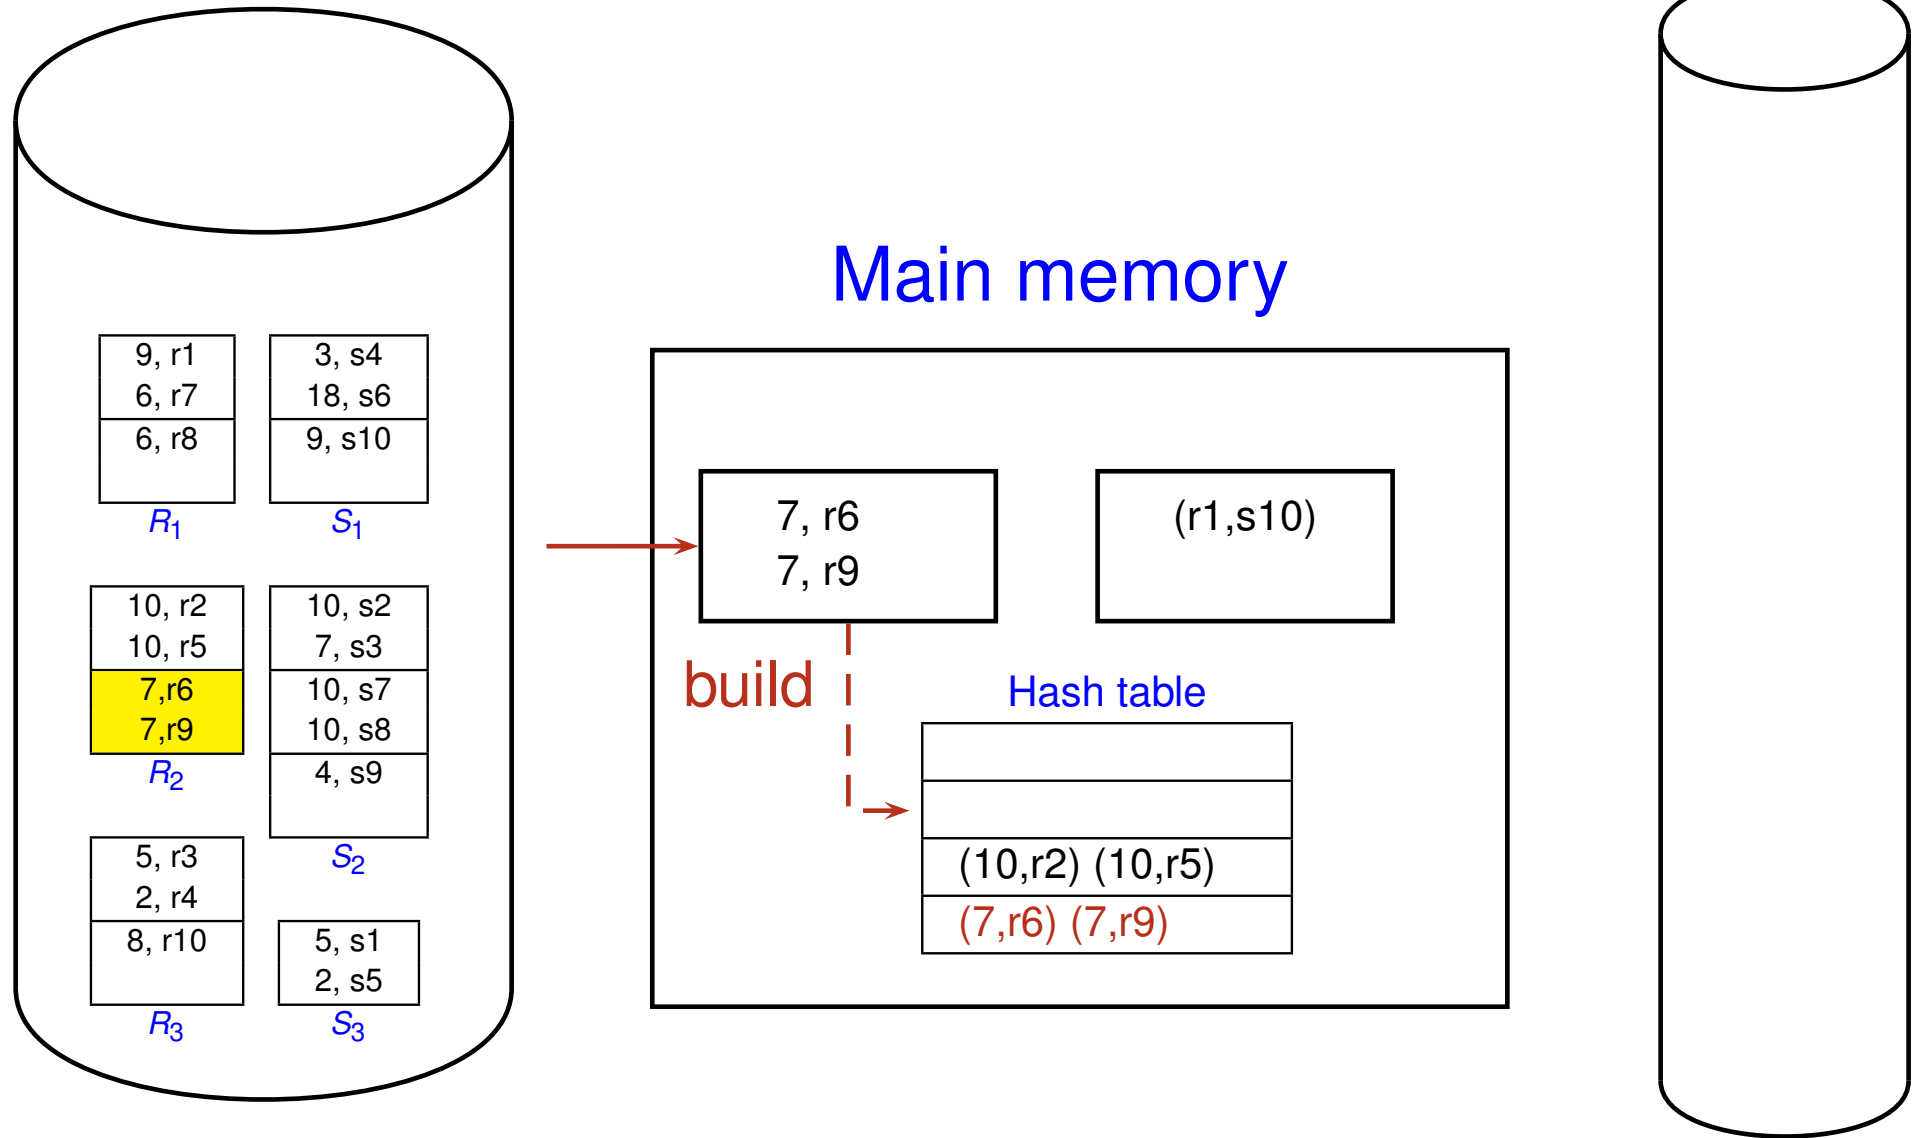 Main memory
9, r1
6, r7
6, r8
R1
3, s4
18, s6
9, s10
S1
10, r2
10, r5
7,r6
7,r9
R2
10, s2
7, s3
10, s7
10, s8
4, s9
S2
5, r3
2, r4
8, r10
R3
5, s1
2, s5
S3
7, r6
7, r9
(r1,s10)
build
Hash table
(10,r2) (10,r5)
(7,r6) (7,r9)